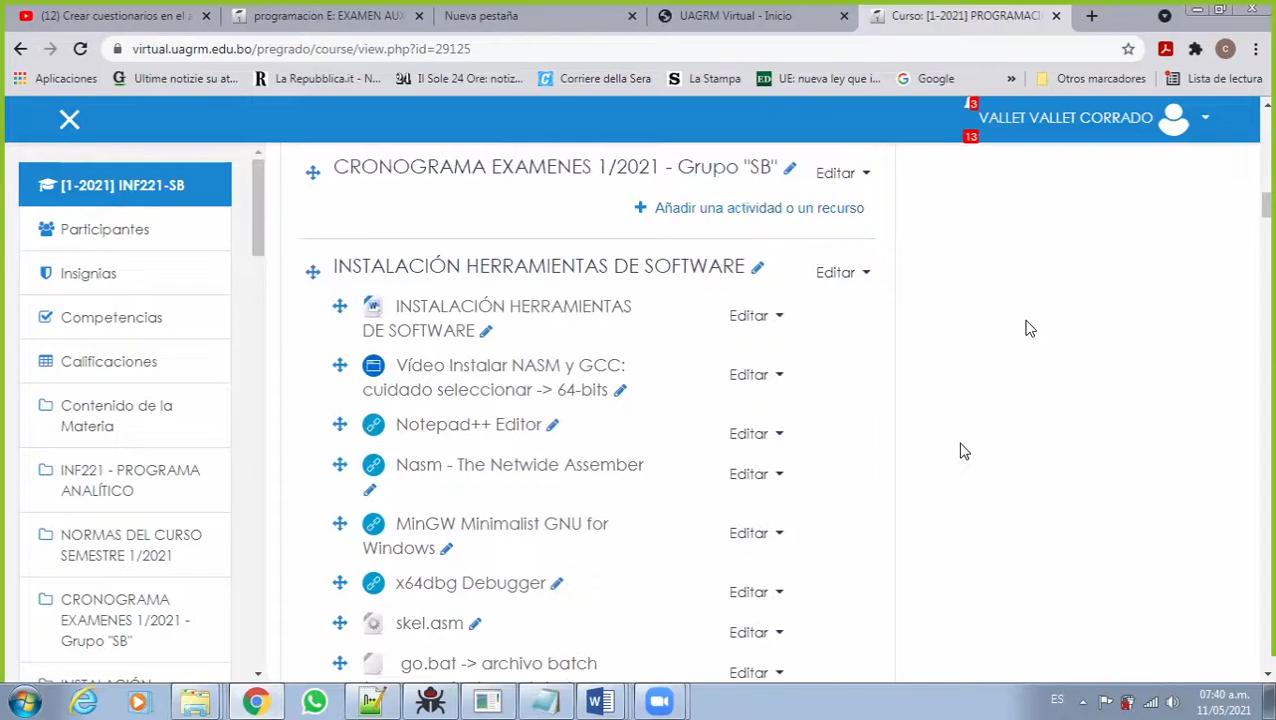 (12) Crear cuestionarios en el a
programacion E: EXAMEN AUX
Nueva pestaña
UAGRM Virtual - Inicio
Curso: [1-2021] PROGRAMACI
virtual.uagrm.edu.bo/pregrado/course/view.php?id=29125
C
Aplicaciones
Ultime notizie su at...
La Repubblica.it - N...
Il Sole 24 Ore: notiz...
Corriere della Sera
La Stampa
UE: nueva ley que i...
Google
»
Otros marcadores
Lista de lectura
3
13
VALLET VALLET CORRADO
[1-2021] INF221-SB
Participantes
Insignias
Competencias
Calificaciones
Contenido de la
Materia
INF221 - PROGRAMA
ANALÍTICO
NORMAS DEL CURSO
SEMESTRE 1/2021
CRONOGRAMA
EXAMENES 1/2021 -
Grupo "SB"
INSTALACIÓN
CRONOGRAMA EXAMENES 1/2021 - Grupo "SB"
Editar
Añadir una actividad o un recurso
INSTALACIÓN HERRAMIENTAS DE SOFTWARE
Editar
INSTALACIÓN HERRAMIENTAS
DE SOFTWARE
Editar
Vídeo Instalar NASM y GCC:
cuidado seleccionar -> 64-bits
Editar
Notepad++ Editor
Editar
Nasm - The Netwide Assember
Editar
MinGW Minimalist GNU for
Windows
Editar
x64dbg Debugger
Editar
skel.asm
Editar
go.bat -> archivo batch
Editar
ES
07:40 a.m.
11/05/2021